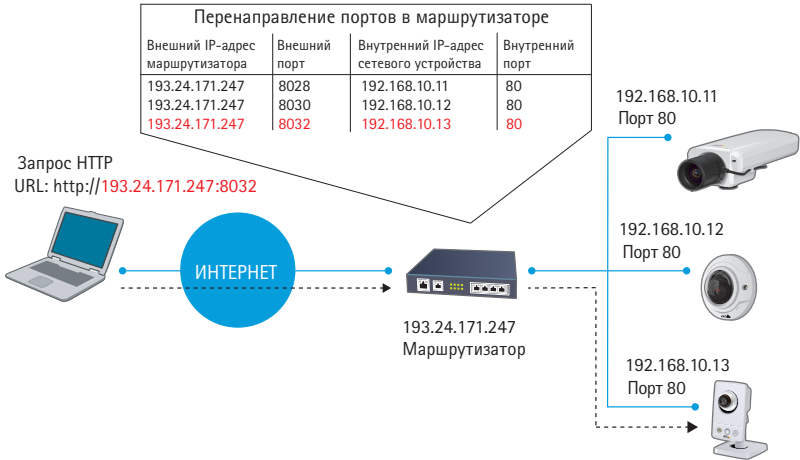 Перенаправление портов в маршрутизаторе
Внешний IP-адрес маршрутизатора Внешний порт Внутренний IP-адрес сетевого устройства Внутренний порт
193.24.171.247 8028 192.168.10.11 80
193.24.171.247 8030 192.168.10.12 80
193.24.171.247 8032 192.168.10.13 80
Запрос HTTP
URL: http://193.24.171.247:8032
ИНТЕРНЕТ
193.24.171.247
Маршрутизатор
192.168.10.11
Порт 80
192.168.10.12
Порт 80
192.168.10.13
Порт 80